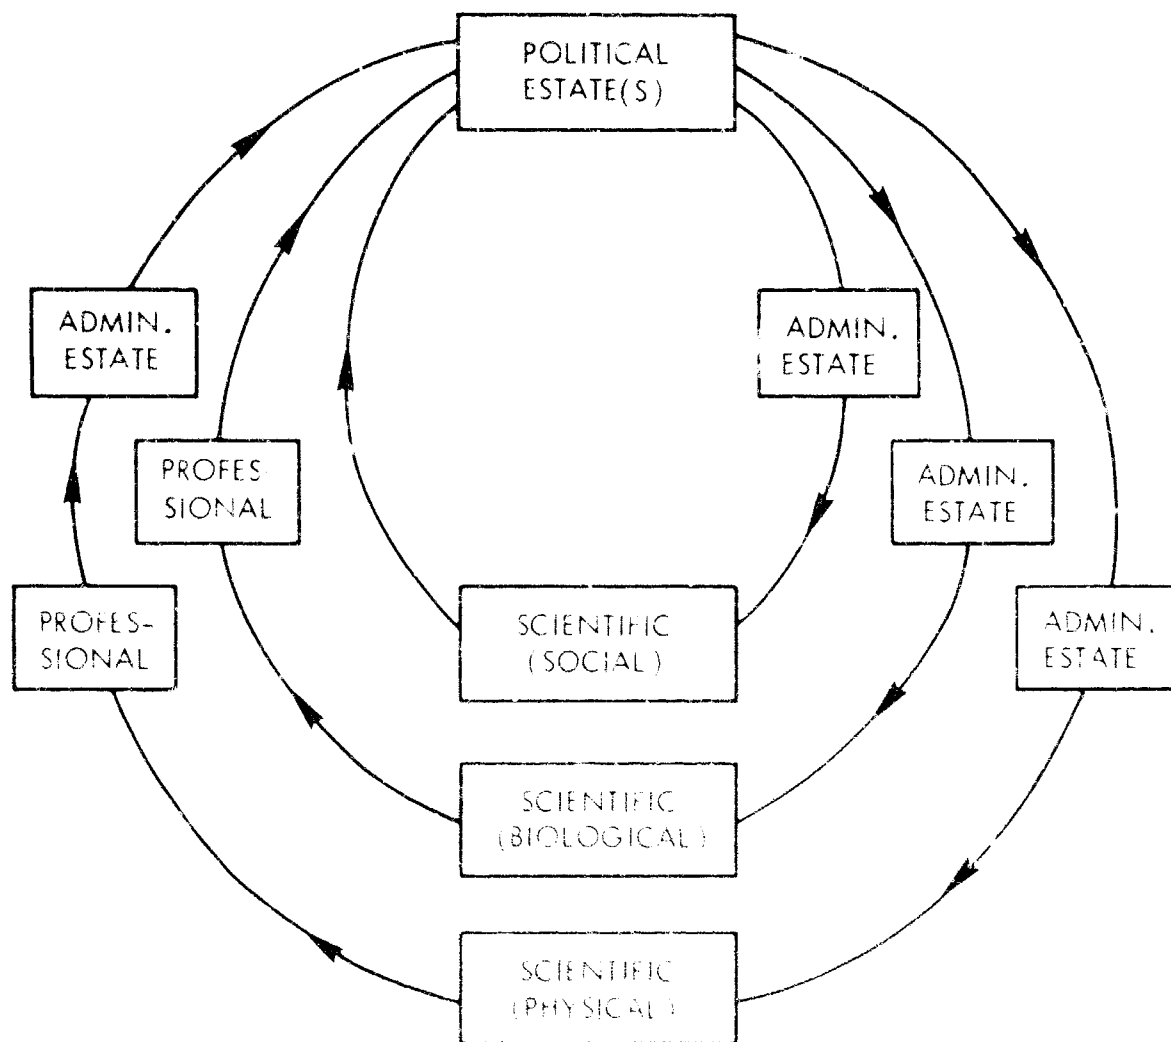 POLITICAL
ESTATE(S)
ADMIN.
ESTATE
ADMIN.
ESTATE
PROFES
SIONAL
ADMIN.
ESTATE
PROFES-
SIONAL
SCIENTIFIC
(SOCIAL)
ADMIN.
ESTATE
SCIENTIFIC
(BIOLOGICAL)
SCIENTIFIC
(PHYSICAL)